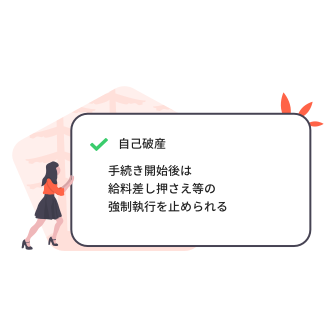 自己破産
手続き開始後は
給料差し押さえ等の
強制執行を止められる